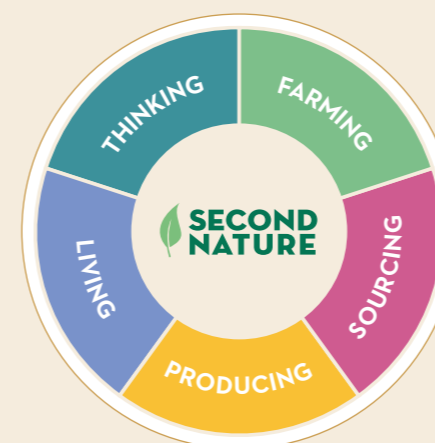 THINKING
FARMING
SOURCING
PRODUCING
LIVING
SECOND
NATURE